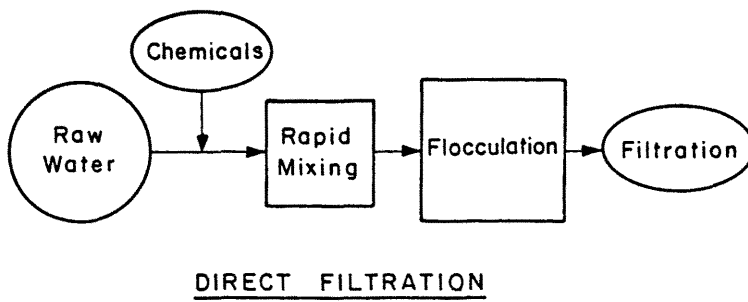 Chemicals
Raw
Water
Rapid
Mixing
Flocculation
Filtration
DIRECT FILTRATION